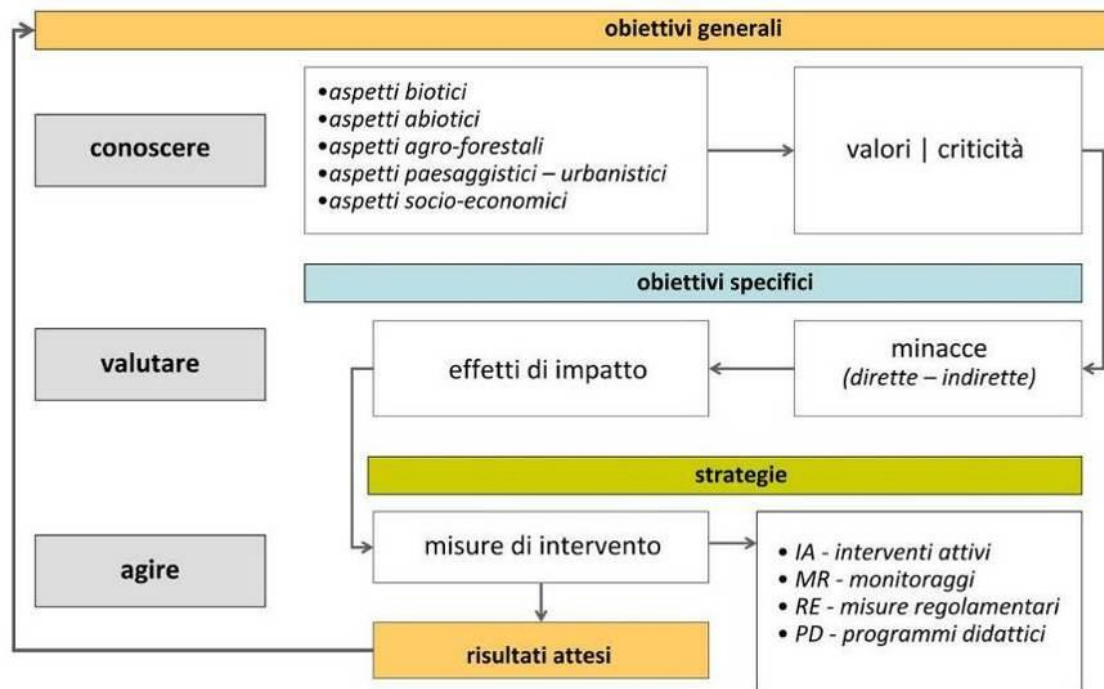 obiettivi generali
conoscere
•aspetti biotici
•aspetti abiotici
•aspetti agro-forestali
•aspetti paesaggistici – urbanistici
•aspetti socio-economici
valori | criticità
obiettivi specifici
valutare
effetti di impatto
minacce
(dirette – indirette)
strategie
agire
misure di intervento
• IA - interventi attivi
• MR - monitoraggi
• RE - misure regolamentari
• PD - programmi didattici
risultati attesi